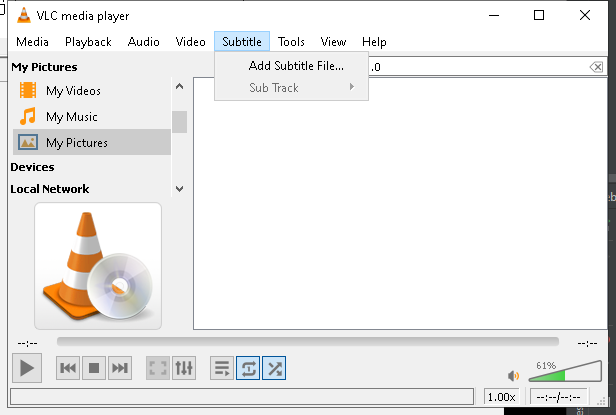 VLC media player
Media Playback Audio Video Subtitle Tools View Help
My Pictures
Add Subtitle File...
.0
My Videos
Sub Track
My Music
My Pictures
Devices
Local Network
--:--
--:--
61%
1.00x
--:--/--:--